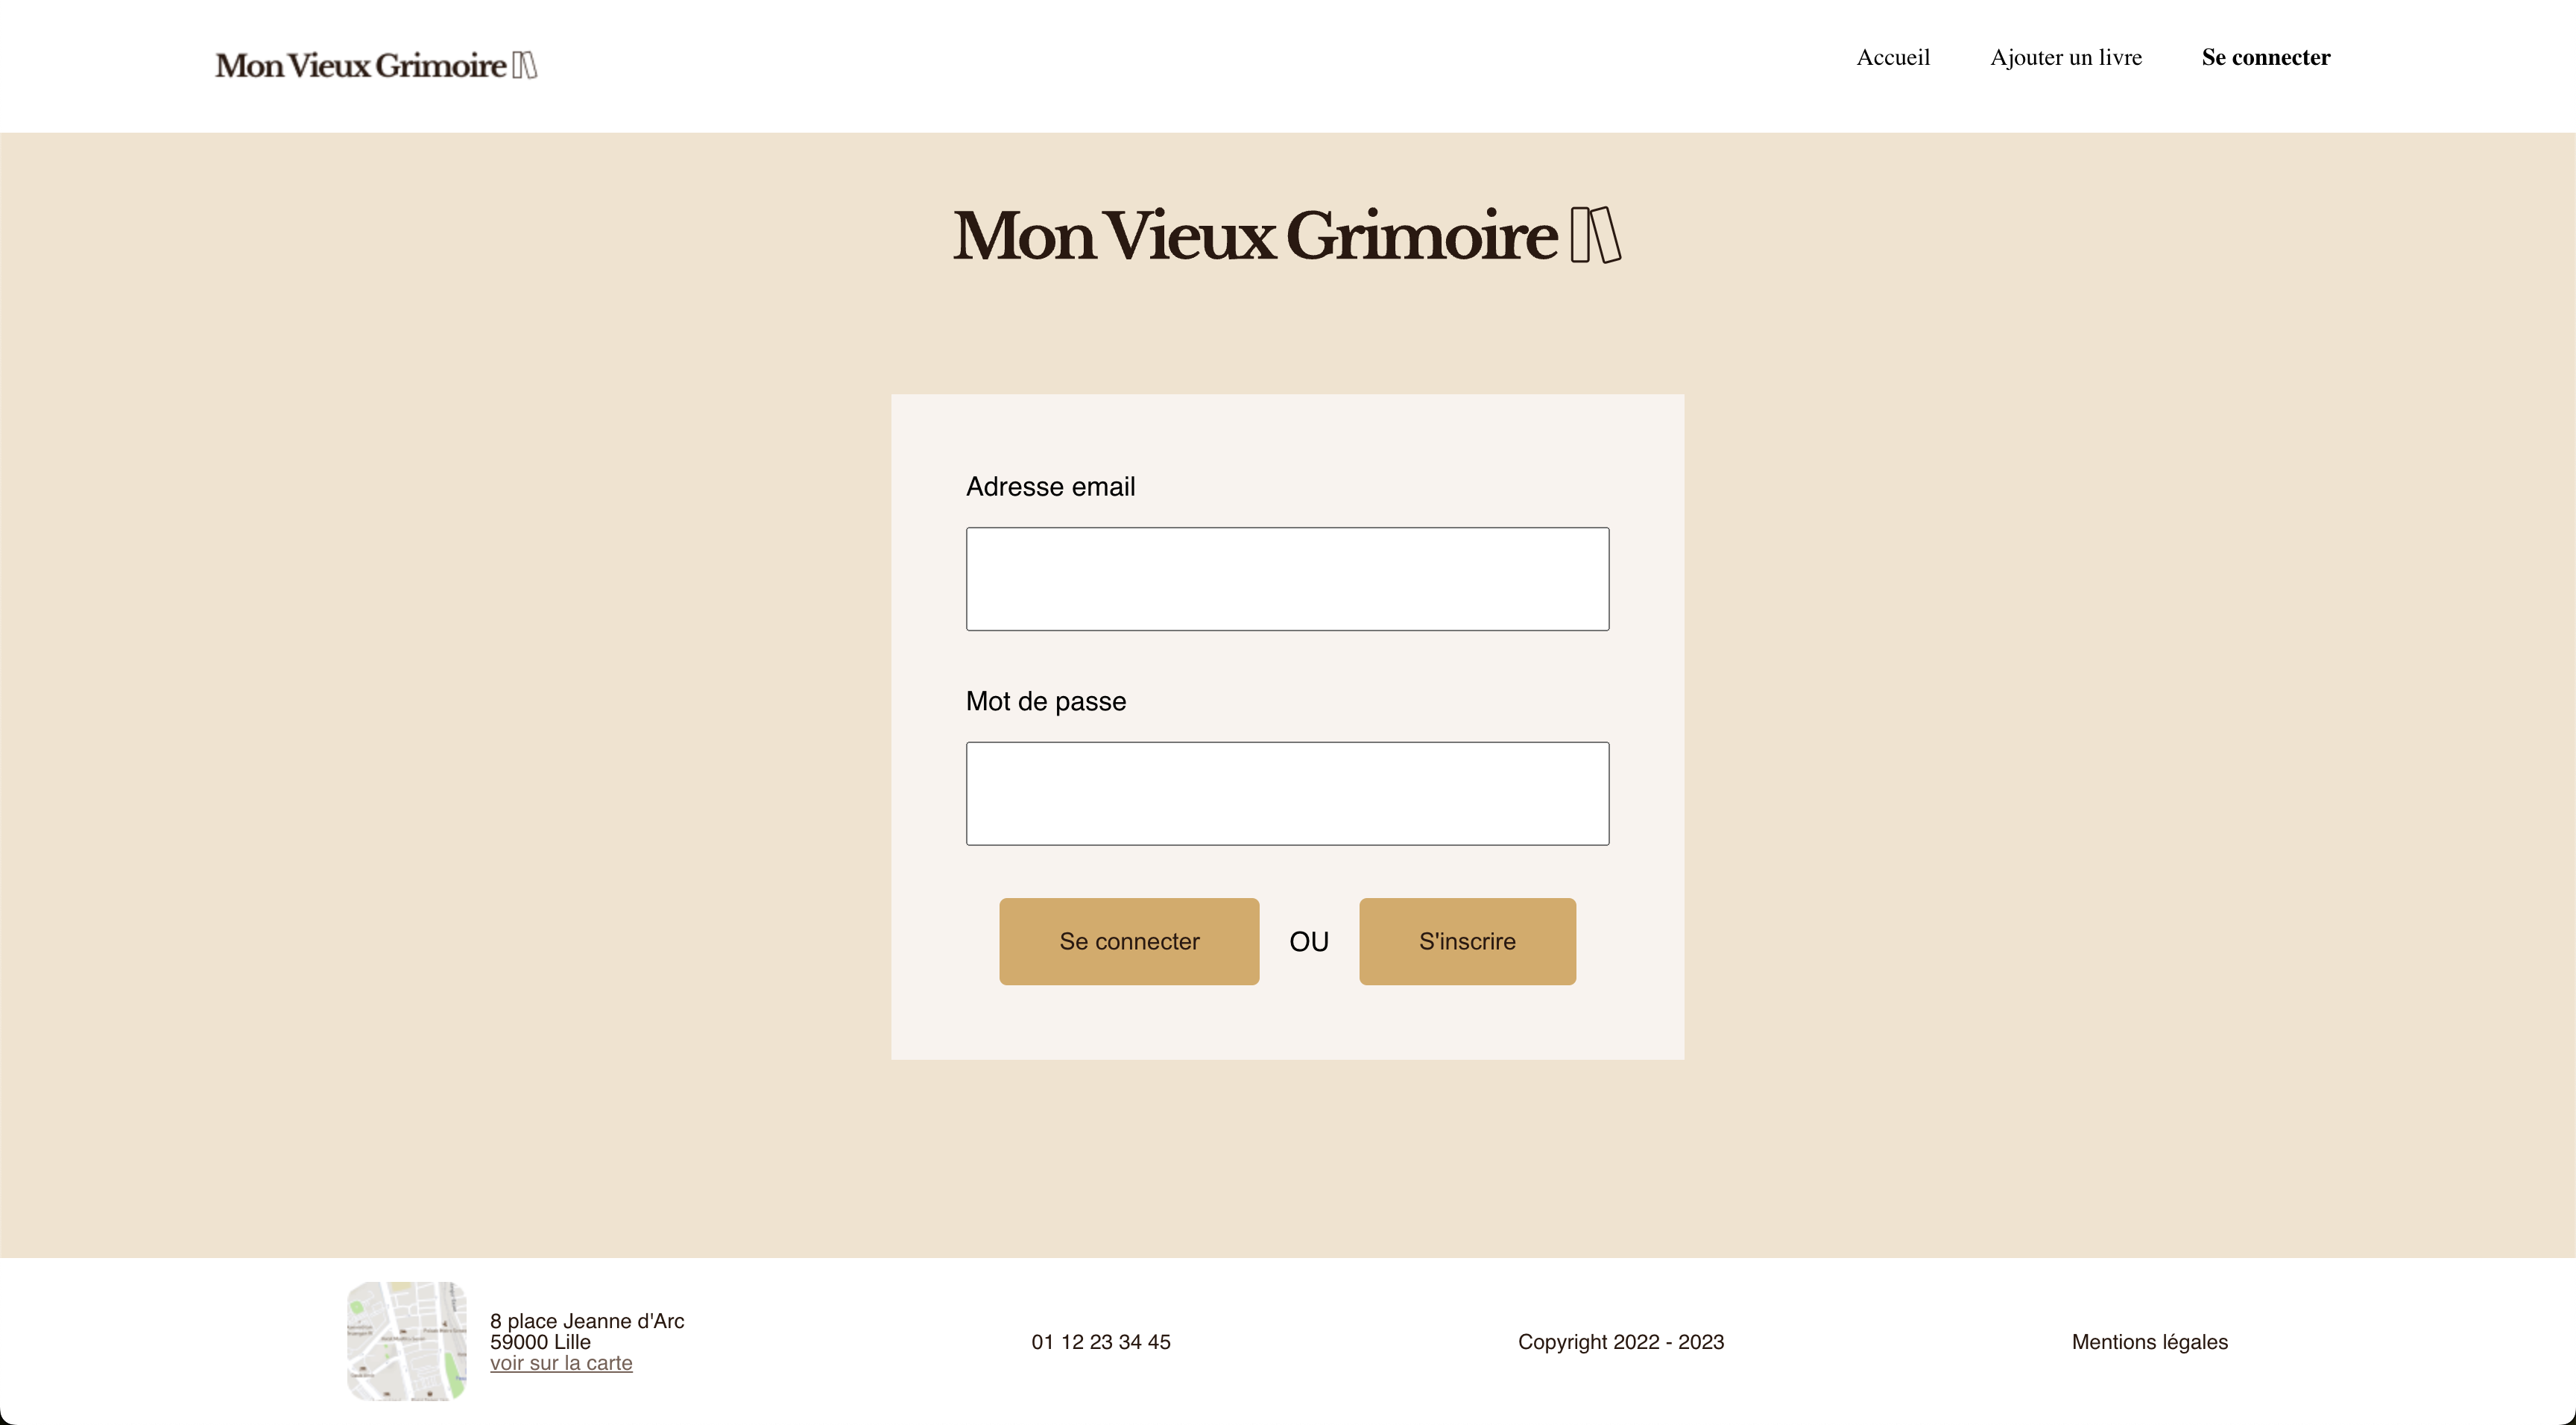 Mon Vieux Grimoire
Accueil
Ajouter un livre
Se connecter
Mon Vieux Grimoire
Adresse email
Mot de passe
Se connecter
OU
S'inscrire
8 place Jeanne d'Arc
59000 Lille
voir sur la carte
01 12 23 34 45
Copyright 2022 - 2023
Mentions légales